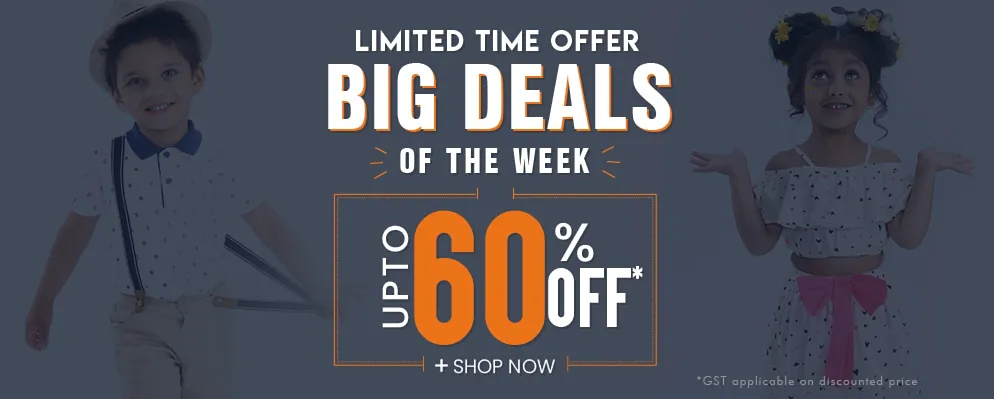 LIMITED TIME OFFER
BIG DEALS
OF THE WEEK
UPTO
60%
OFF*
+ SHOP NOW
*GST applicable on discounted price